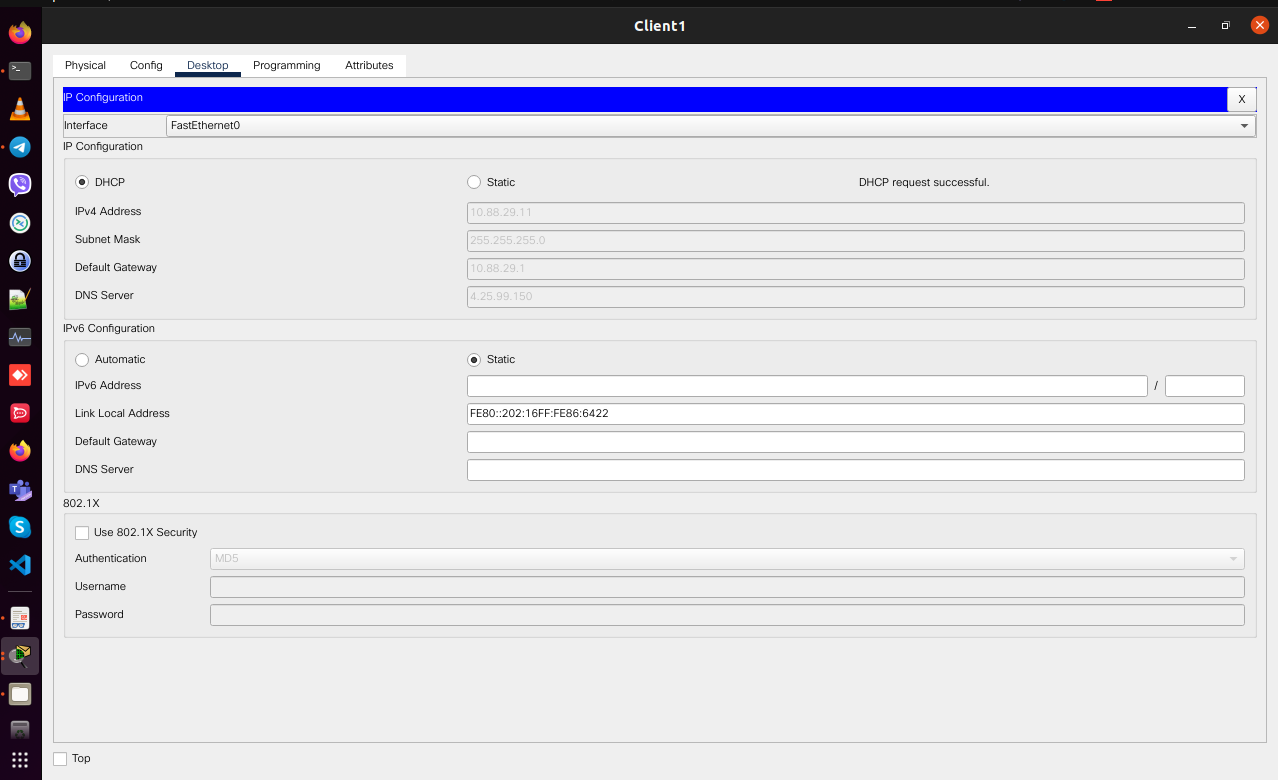 Client1
Physical Config Desktop Programming Attributes
IP Configuration X
Interface FastEthernet0
IP Configuration
DHCP Static DHCP request successful.
IPv4 Address 10.88.29.11
Subnet Mask 255.255.255.0
Default Gateway 10.88.29.1
DNS Server 4.25.99.150
IPv6 Configuration
Automatic Static
IPv6 Address /
Link Local Address FE80::202:16FF:FE86:6422
Default Gateway
DNS Server
802.1X
Use 802.1X Security
Authentication MD5
Username
Password
Top